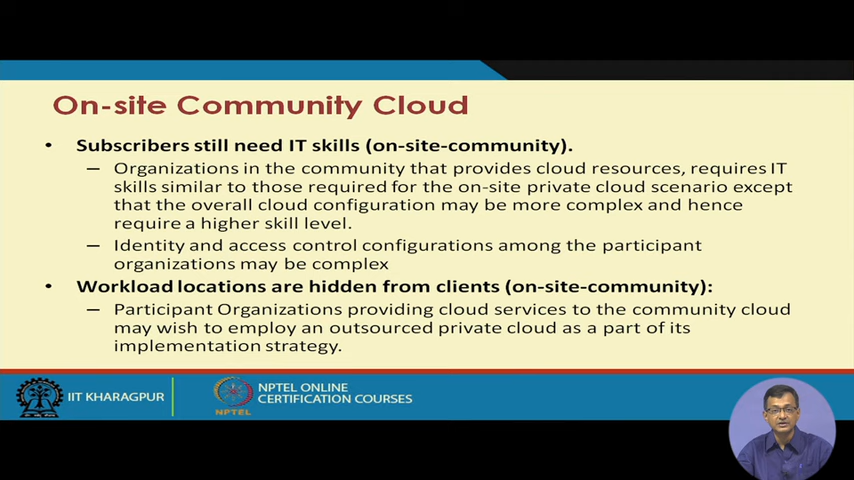 On-site Community Cloud
• Subscribers still need IT skills (on-site-community).
– Organizations in the community that provides cloud resources, requires IT
skills similar to those required for the on-site private cloud scenario except
that the overall cloud configuration may be more complex and hence
require a higher skill level.
– Identity and access control configurations among the participant
organizations may be complex
• Workload locations are hidden from clients (on-site-community):
– Participant Organizations providing cloud services to the community cloud
may wish to employ an outsourced private cloud as a part of its
implementation strategy.
IIT KHARAGPUR
NPTEL
NPTEL ONLINE
CERTIFICATION COURSES